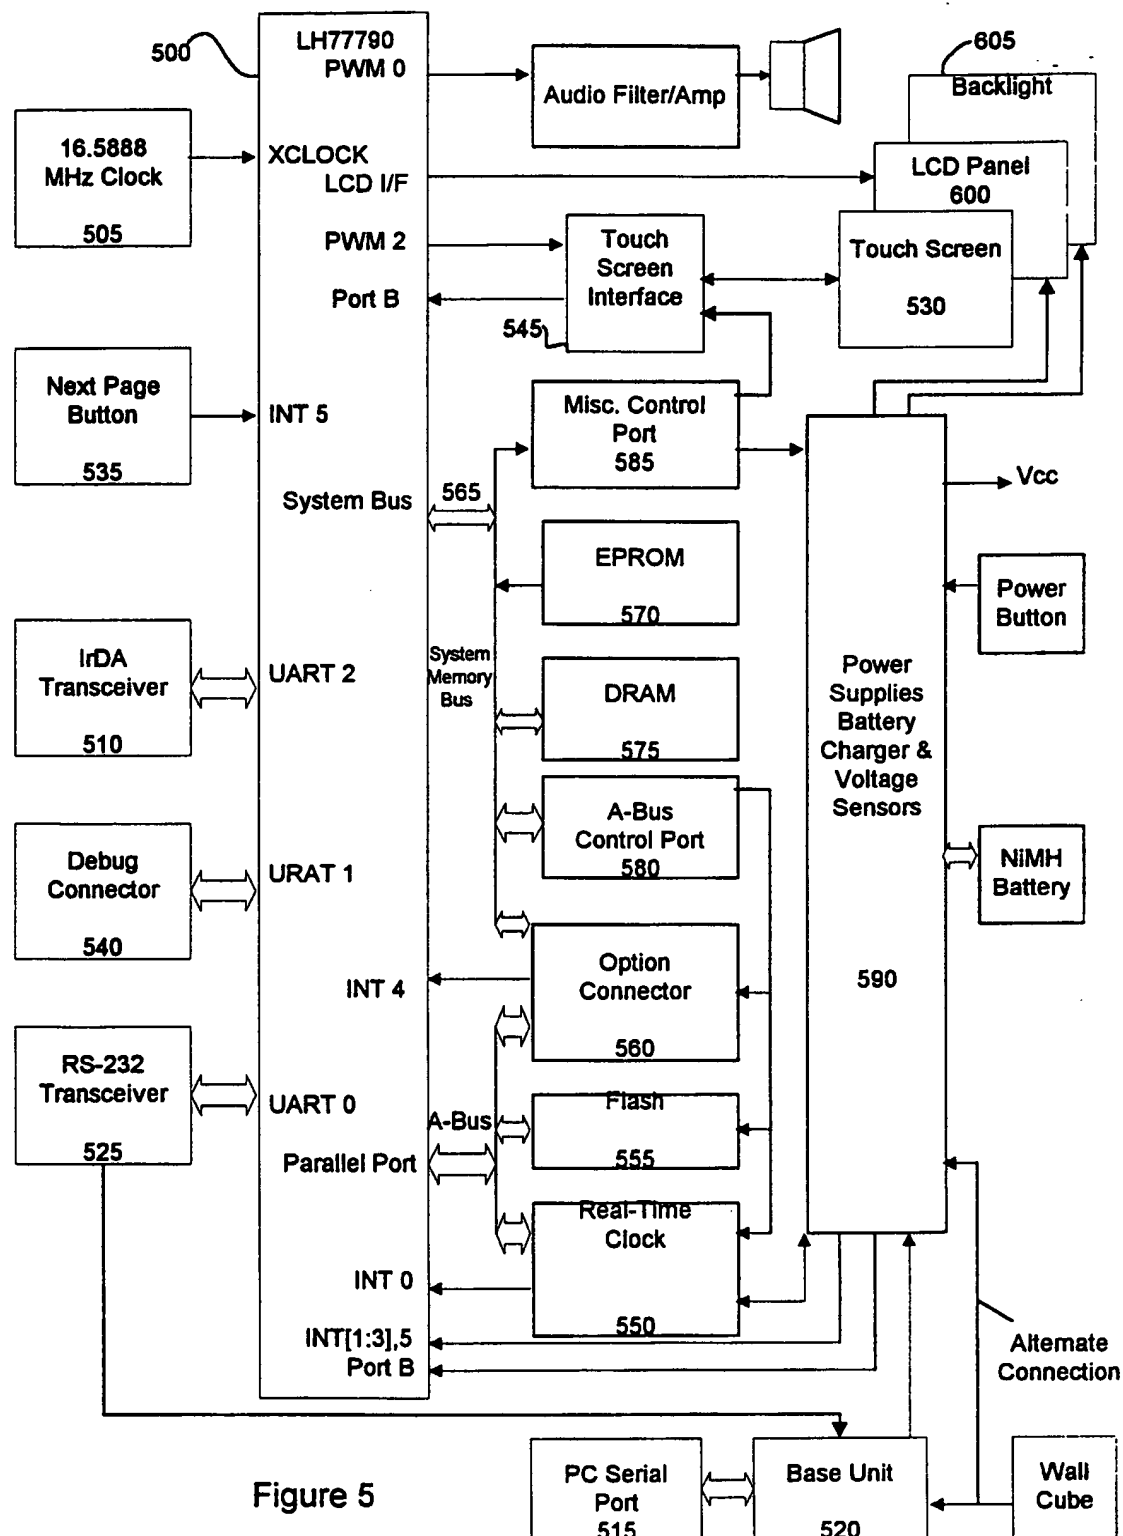 500
LH77790
PWM 0
Audio Filter/Amp
605
Backlight
16.5888
MHz Clock
505
XCLOCK
LCD I/F
LCD Panel
600
PWM 2
Port B
Touch
Screen
Interface
545
Touch Screen
530
Next Page
Button
535
INT 5
Misc. Control
Port
585
System Bus
565
Vcc
EPROM
570
Power
Button
IrDA
Transceiver
510
UART 2
System
Memory
Bus
DRAM
575
Power
Supplies
Battery
Charger &
Voltage
Sensors
590
A-Bus
Control Port
580
Debug
Connector
540
URAT 1
NiMH
Battery
INT 4
Option
Connector
560
RS-232
Transceiver
525
UART 0
A-Bus
Parallel Port
Flash
555
Real-Time
Clock
550
INT 0
INT[1:3],5
Port B
Alternate
Connection
Figure 5
PC Serial
Port
515
Base Unit
520
Wall
Cube